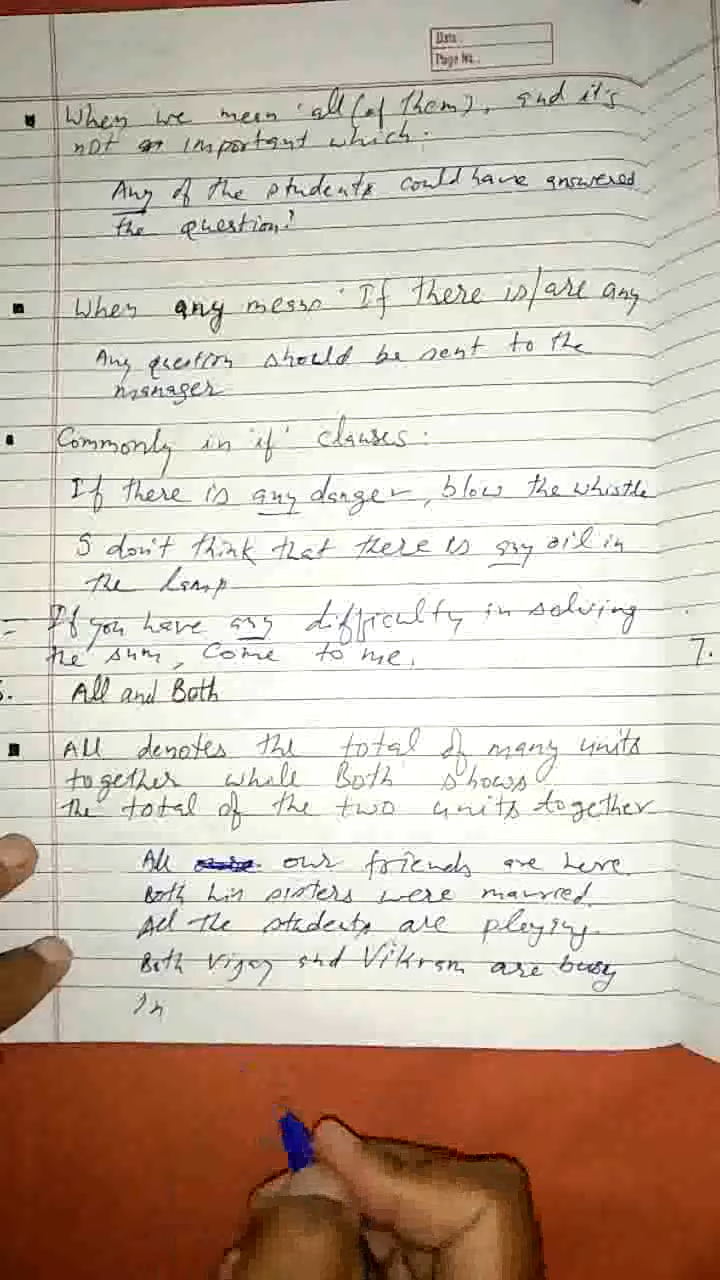 Date
Page No.
When we mean 'all (of them), and it's
not important which.
Any of the students could have answered
the question?
When any means 'If there is/are any
Any question should be sent to the
manager
Commonly in 'if' clauses:
If there is any danger, blow the whistle
I don't think that there is any oil in
the lamp
If you have any difficulty in solving
the sum, Come to me.
7.
All and Both
All denotes the total of many units
together while Both shows
the total of the two units together
All our friends are here.
Both his sisters were married.
All the students are playing.
Both Vijay and Vikram are busy
In